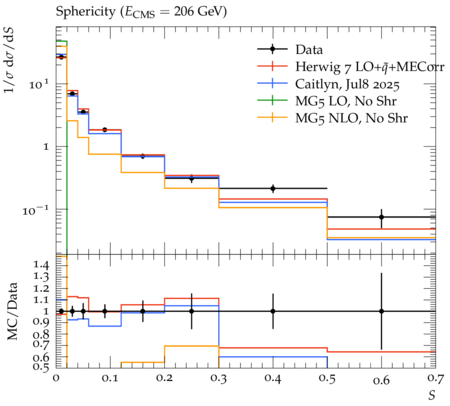 Sphericity (E_CMS = 206 GeV)
1/σ dσ/dS
10^1
1
10^−1
Data
Herwig 7 LO+q̄+MECorr
Caitlyn, Jul8 2025
MG5 LO, No Shr
MG5 NLO, No Shr
MC/Data
1.4
1.3
1.2
1.1
1
0.9
0.8
0.7
0.6
0.5
0 0.1 0.2 0.3 0.4 0.5 0.6 0.7
S